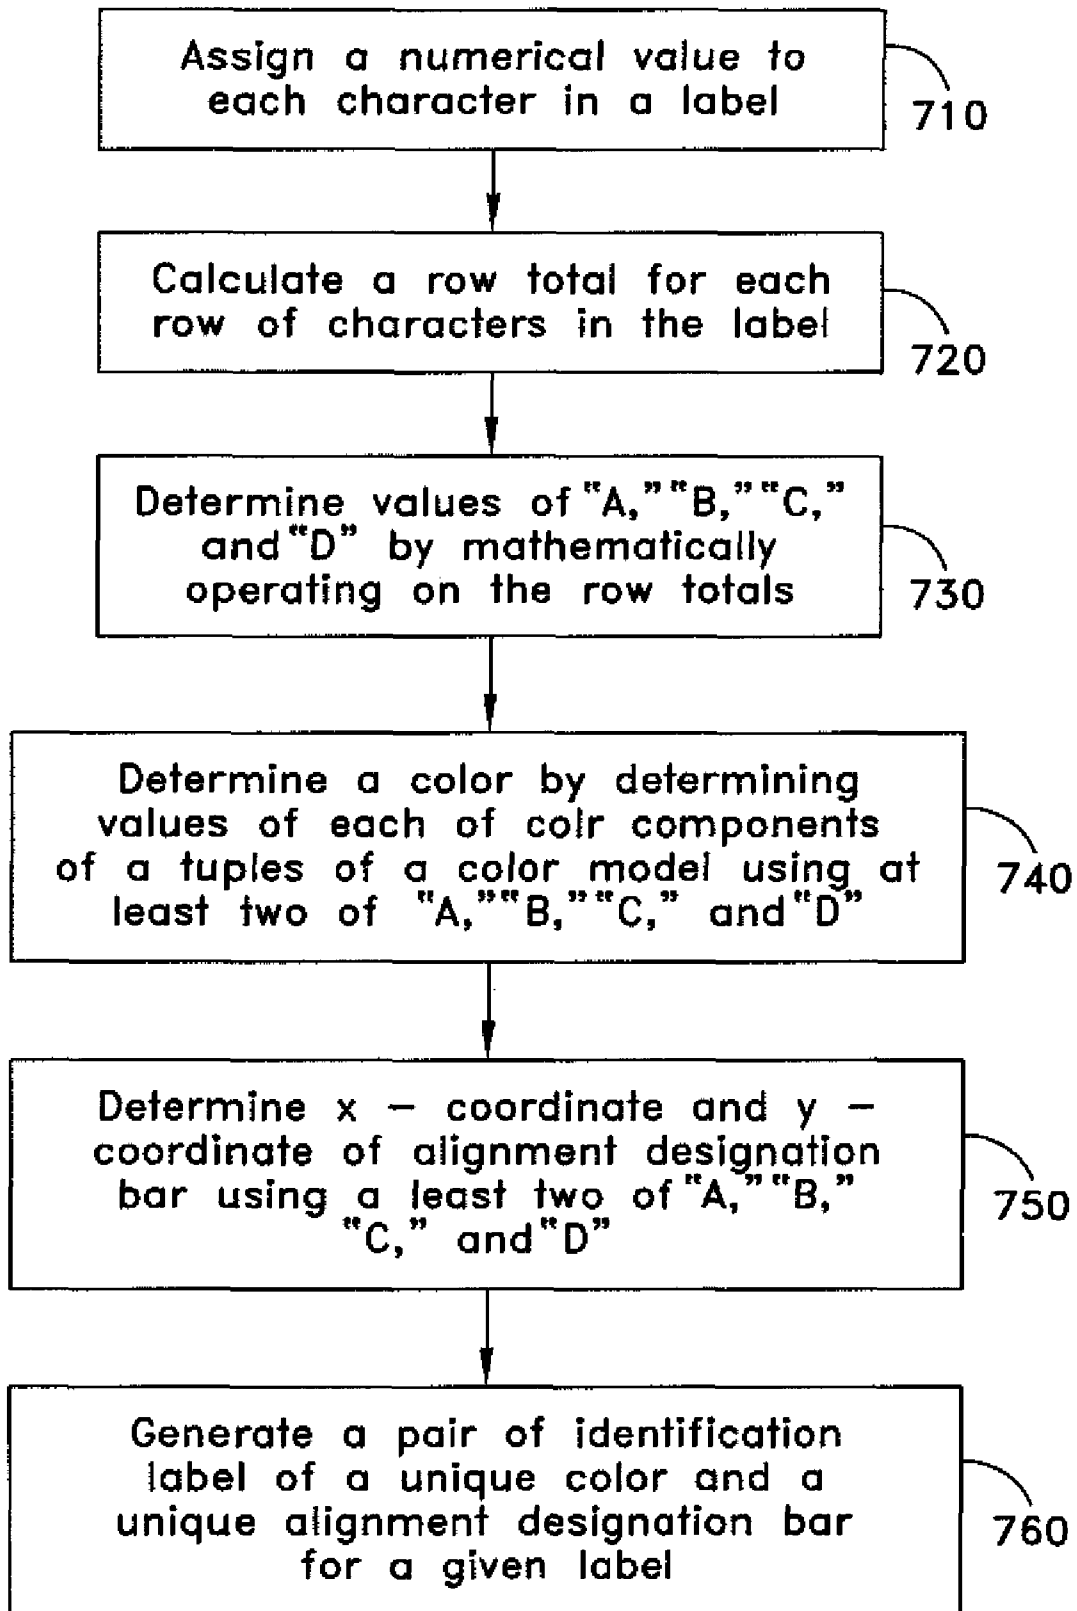 Assign a numerical value to
each character in a label
710
Calculate a row total for each
row of characters in the label
720
Determine values of "A," "B," "C,"
and "D" by mathematically
operating on the row totals
730
Determine a color by determining
values of each of colr components
of a tuples of a color model using at
least two of "A," "B," "C," and "D"
740
Determine x – coordinate and y –
coordinate of alignment designation
bar using a least two of "A," "B,"
"C," and "D"
750
Generate a pair of identification
label of a unique color and a
unique alignment designation bar
for a given label
760